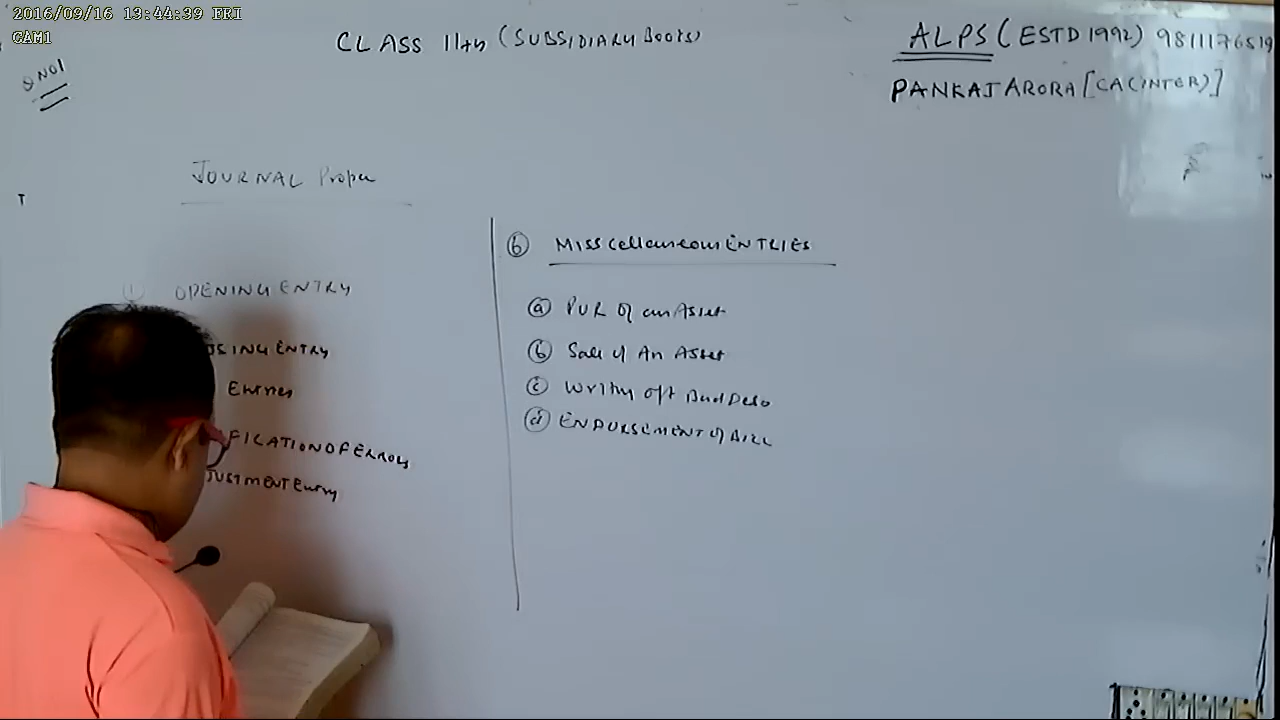 2016/09/16 13:44:39 FRI
CAM1
CLASS 11th (SUBSIDIARY Books)
ALPS (ESTD 1992) 9811176519
PANKAJ ARORA [CA(INTER)]
Q NO1
JOURNAL Proper
OPENING ENTRY
SING ENTRY
Entries
FICATION OF ERRORS
JUSTMENT Entry
6 MISScellaneous ENTRIES
a PUR of an Asset
b Sale of An Asset
c Writing off Bad Debts
d ENDORSEMENT of BILL